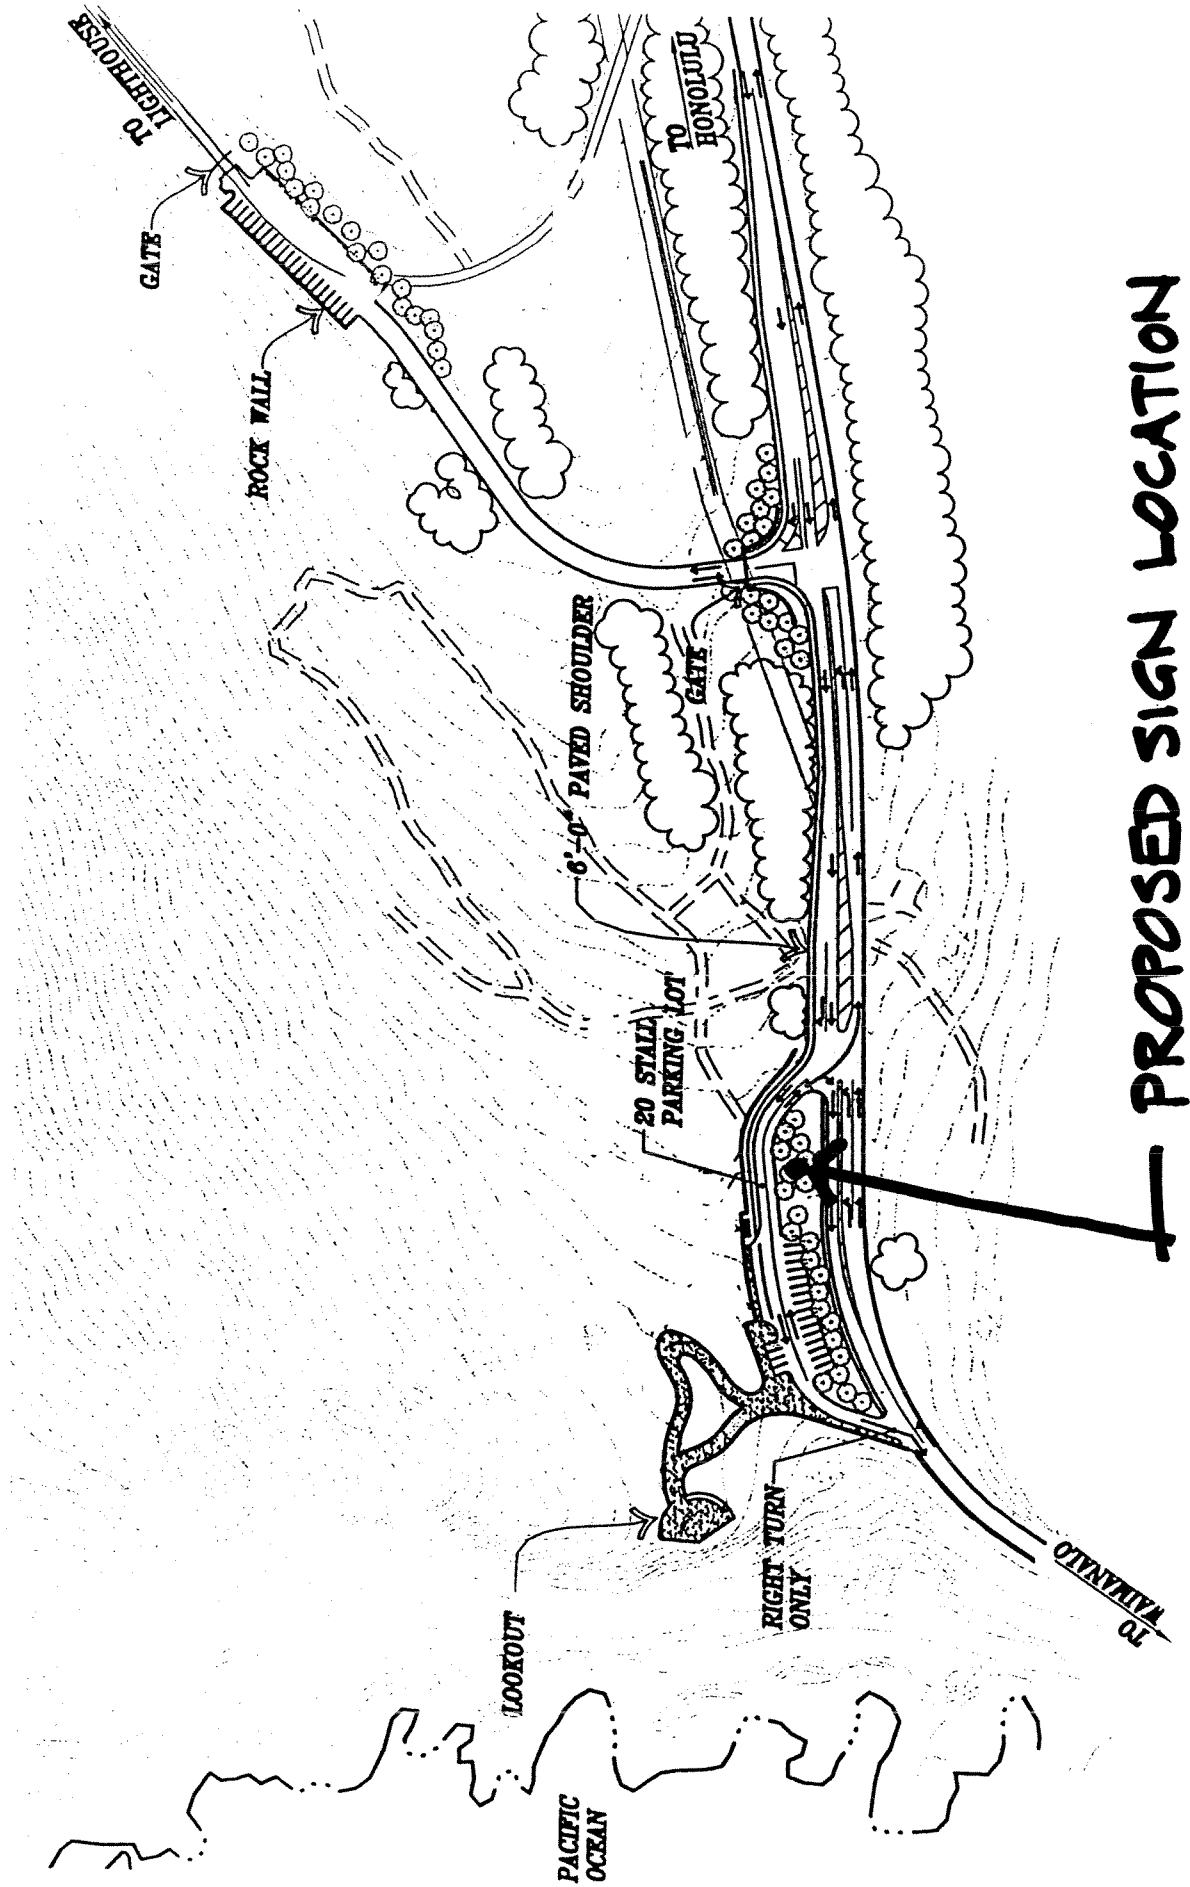 TO
LIGHTHOUSE
GATE
ROCK WALL
TO
HONOLULU
6'-0" PAVED SHOULDER
GATE
20 STALL
PARKING LOT
LOOKOUT
RIGHT TURN
ONLY
TO
WAIMANALO
PACIFIC
OCEAN
PROPOSED SIGN LOCATION